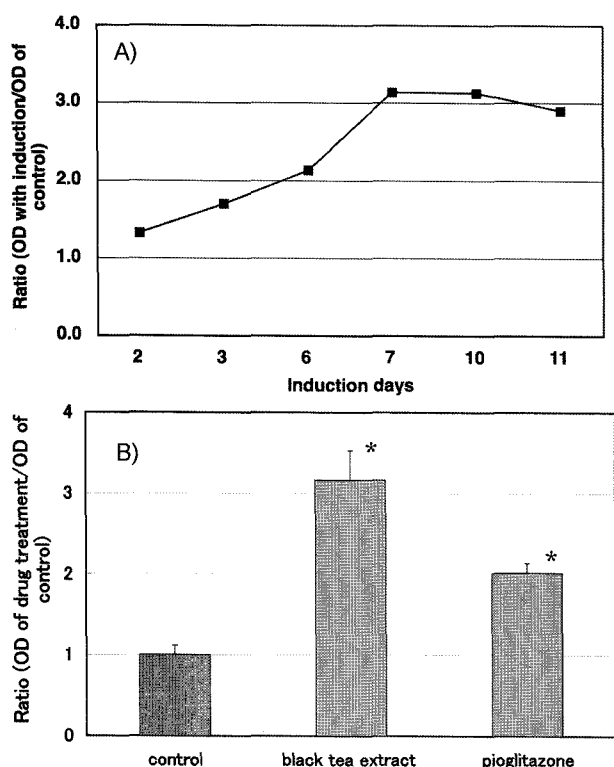 A)
Ratio (OD with induction/OD of
control)
4.0
3.0
2.0
1.0
0.0
2 3 6 7 10 11
Induction days
B)
Ratio (OD of drug treatment/OD of
control)
4
3
2
1
0
*
*
control black tea extract pioglitazone